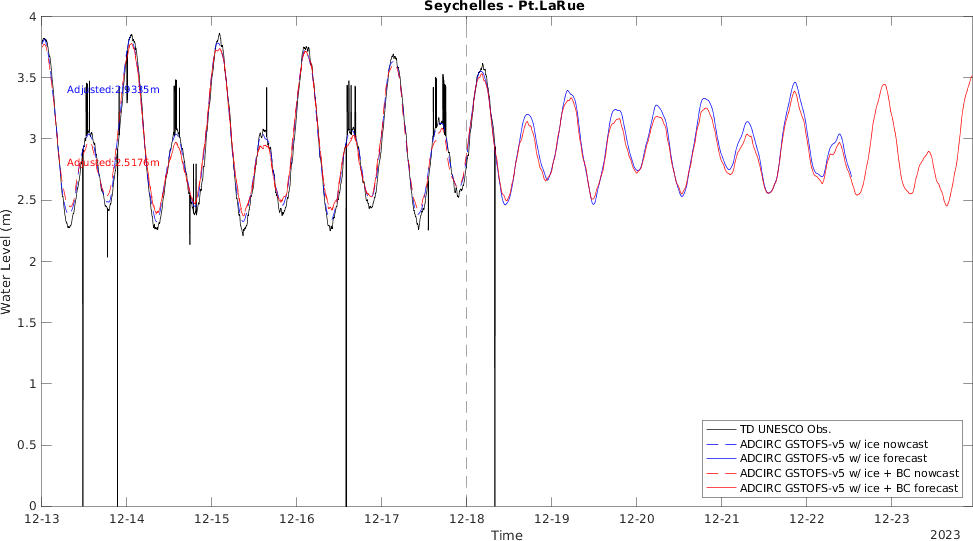 Seychelles - Pt.LaRue
4
3.5
3
2.5
2
1.5
1
0.5
0
Water Level (m)
Adjusted:2.9335m
Adjusted:2.5176m
TD UNESCO Obs.
ADCIRC GSTOFS-v5 w/ ice nowcast
ADCIRC GSTOFS-v5 w/ ice forecast
ADCIRC GSTOFS-v5 w/ ice + BC nowcast
ADCIRC GSTOFS-v5 w/ ice + BC forecast
12-13 12-14 12-15 12-16 12-17 12-18 12-19 12-20 12-21 12-22 12-23
Time
2023